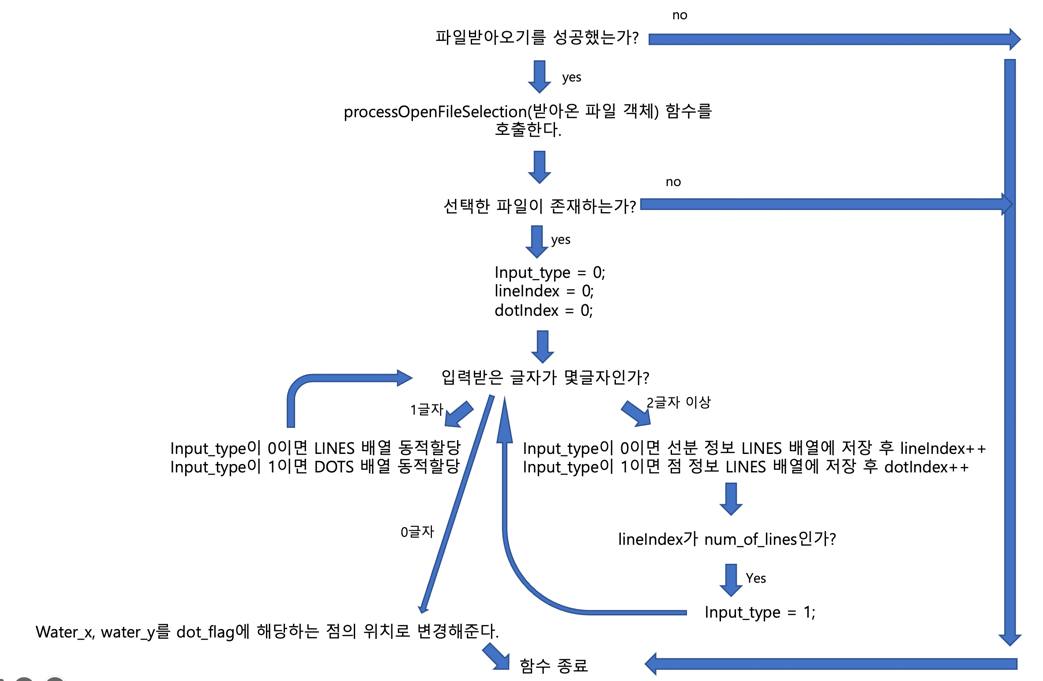 no
파일받아오기를 성공했는가?
yes
processOpenFileSelection(받아온 파일 객체) 함수를
호출한다.
no
선택한 파일이 존재하는가?
yes
Input_type = 0;
lineIndex = 0;
dotIndex = 0;
입력받은 글자가 몇글자인가?
1글자
2글자 이상
Input_type이 0이면 LINES 배열 동적할당
Input_type이 1이면 DOTS 배열 동적할당
Input_type이 0이면 선분 정보 LINES 배열에 저장 후 lineIndex++
Input_type이 1이면 점 정보 LINES 배열에 저장 후 dotIndex++
0글자
lineIndex가 num_of_lines인가?
Yes
Input_type = 1;
Water_x, water_y를 dot_flag에 해당하는 점의 위치로 변경해준다.
함수 종료